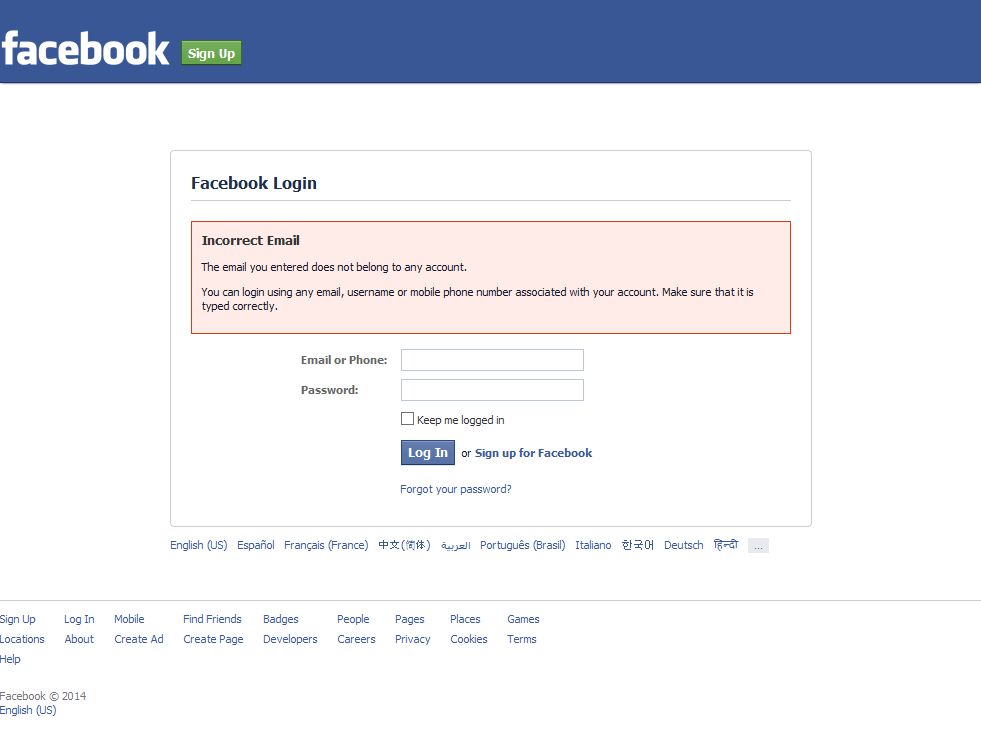 facebook Sign Up
Facebook Login
Incorrect Email
The email you entered does not belong to any account.
You can login using any email, username or mobile phone number associated with your account. Make sure that it is
typed correctly.
Email or Phone:
Password:
Keep me logged in
Log In or Sign up for Facebook
Forgot your password?
English (US) Español Français (France) 中文(简体) العربية Português (Brasil) Italiano 한국어 Deutsch हिन्दी ...
Sign Up Log In Mobile Find Friends Badges People Pages Places Games
Locations About Create Ad Create Page Developers Careers Privacy Cookies Terms
Help
Facebook © 2014
English (US)